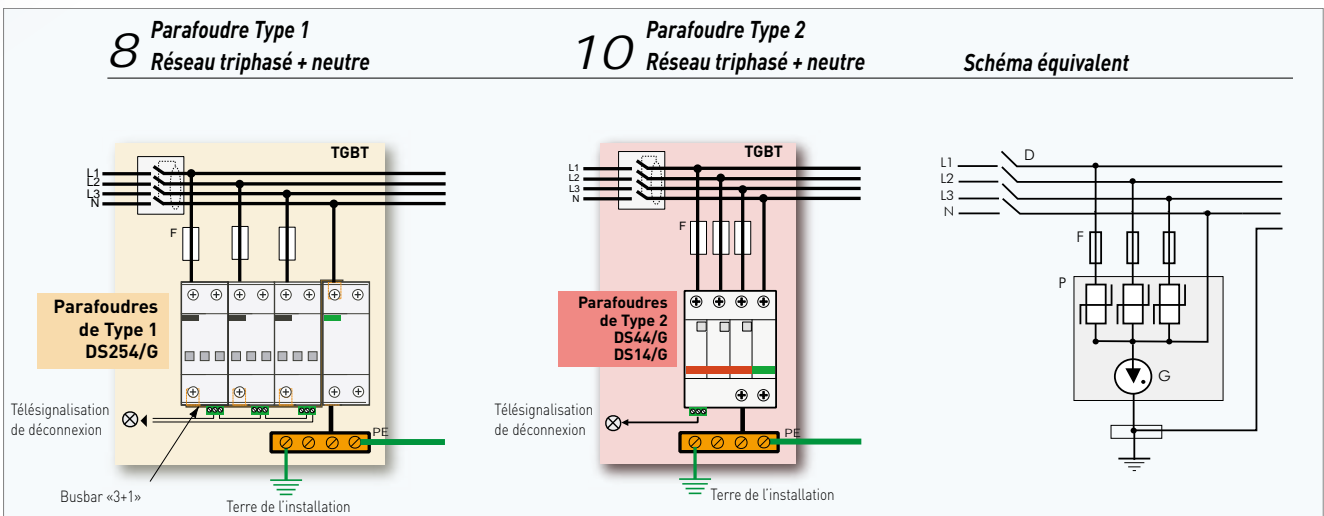 8 Parafoudre Type 1
Réseau triphasé + neutre
10 Parafoudre Type 2
Réseau triphasé + neutre
Schéma équivalent
TGBT
L1
L2
L3
N
F
Parafoudres
de Type 1
DS254/G
Télésignalisation
de déconnexion
PE
Busbar «3+1»
Terre de l'installation
TGBT
L1
L2
L3
N
F
Parafoudres
de Type 2
DS44/G
DS14/G
Télésignalisation
de déconnexion
PE
Terre de l'installation
L1
D
L2
L3
N
F
P
G